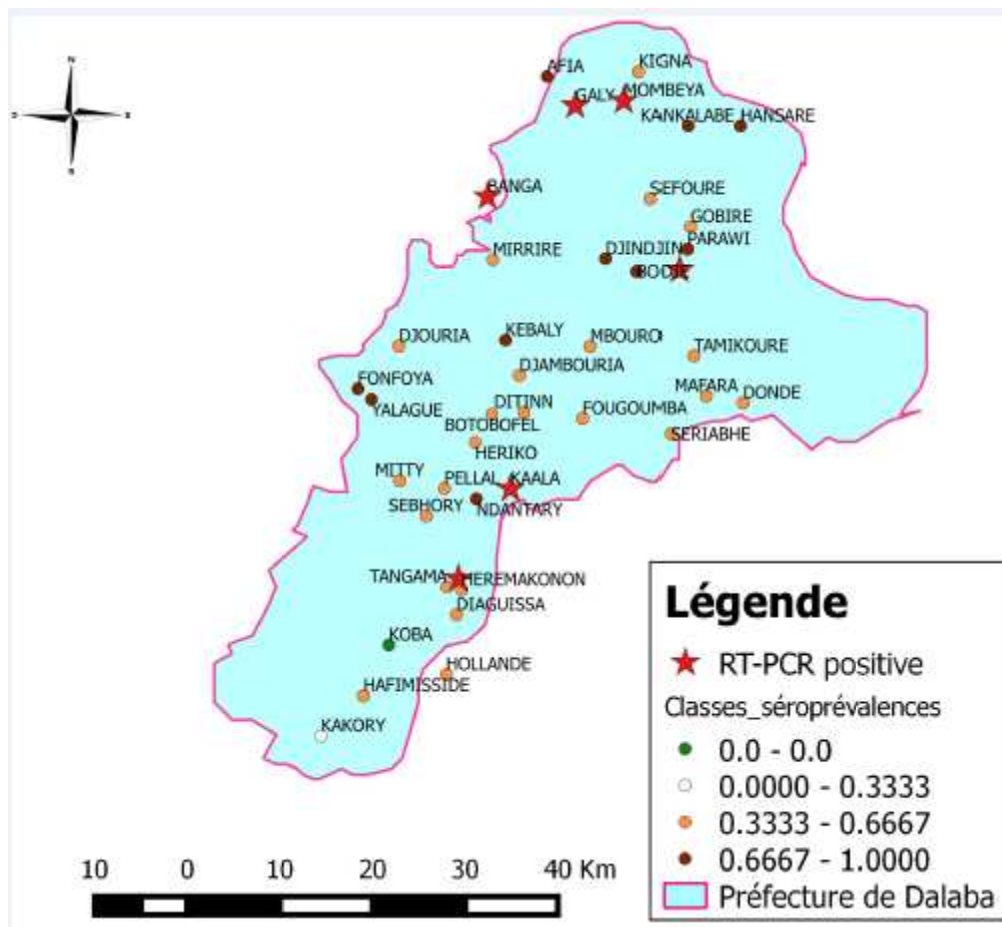 N
S
AFIA
KIGNA
GALY
MOMBEYA
KANKALABE
HANSARE
BANGA
SEFOURE
GOBIRE
PARAWI
DJINDJIN
BODIE
MIRRIRE
DJOURIA
KEBALY
MBOURO
TAMIKOURE
DJAMBOURIA
FONFOYA
YALAGUE
DITINN
MAFARA
DONDE
BOTOBOFEL
FOUGOUMBA
SERIABHE
HERIKO
MITTY
PELLAL
KAALA
SEBHORY
NDANTARY
TANGAMA
HEREMAKONON
DIAGUISSA
KOBA
HOLLANDE
HAFIMISSIDE
KAKORY
Légende
RT-PCR positive
Classes_séroprévalences
0.0 - 0.0
0.0000 - 0.3333
0.3333 - 0.6667
0.6667 - 1.0000
Préfecture de Dalaba
10 0 10 20 30 40 Km